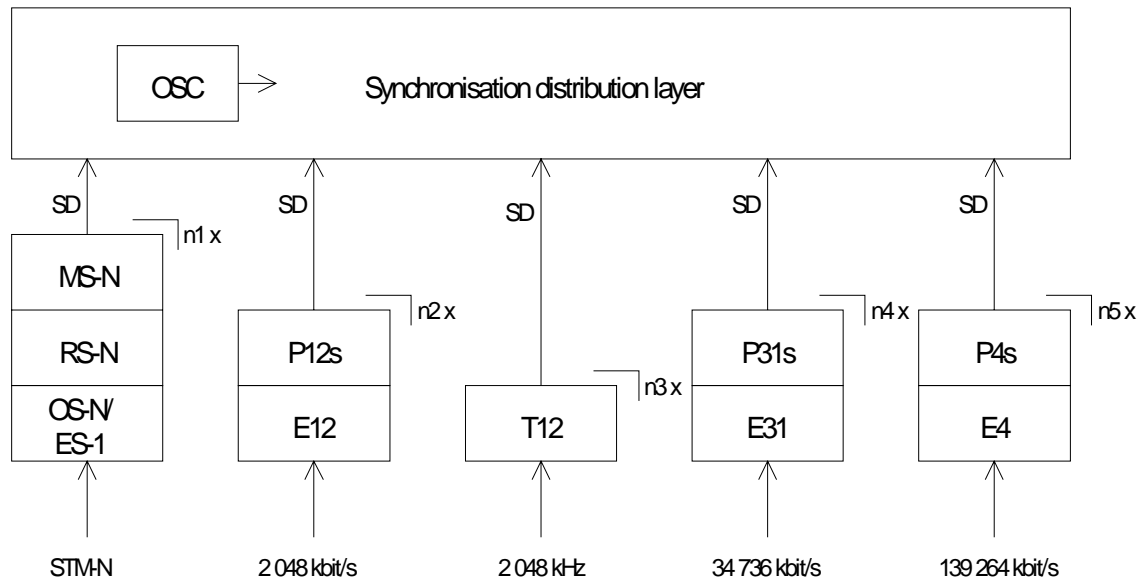 OSC
Synchronisation distribution layer
SD
SD
SD
SD
SD
n1 x
MS-N
n2 x
n4 x
n5 x
RS-N
P12s
P31s
P4s
n3 x
OS-N/
ES-1
E12
T12
E31
E4
STM-N
2 048 kbit/s
2 048 kHz
34 736 kbit/s
139 264 kbit/s